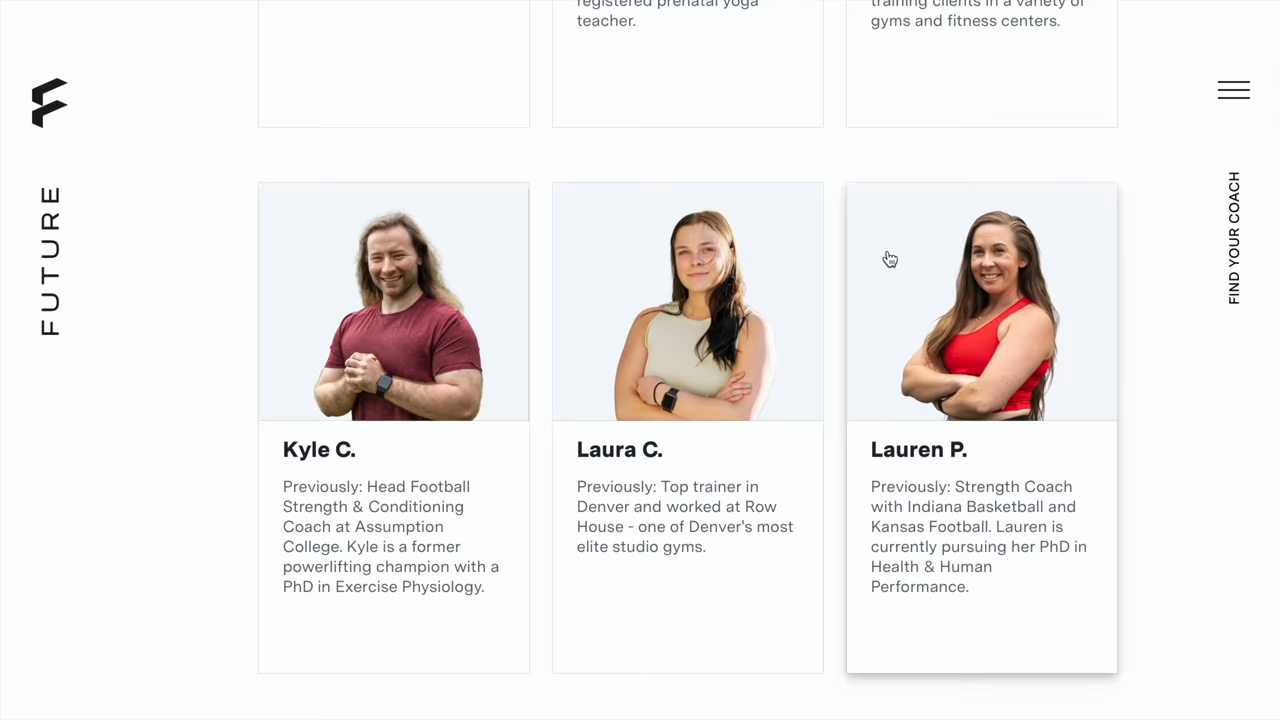 registered prenatal yoga
teacher.
training clients in a variety of
gyms and fitness centers.
FUTURE
FIND YOUR COACH
Kyle C.
Previously: Head Football
Strength & Conditioning
Coach at Assumption
College. Kyle is a former
powerlifting champion with a
PhD in Exercise Physiology.
Laura C.
Previously: Top trainer in
Denver and worked at Row
House - one of Denver's most
elite studio gyms.
Lauren P.
Previously: Strength Coach
with Indiana Basketball and
Kansas Football. Lauren is
currently pursuing her PhD in
Health & Human
Performance.